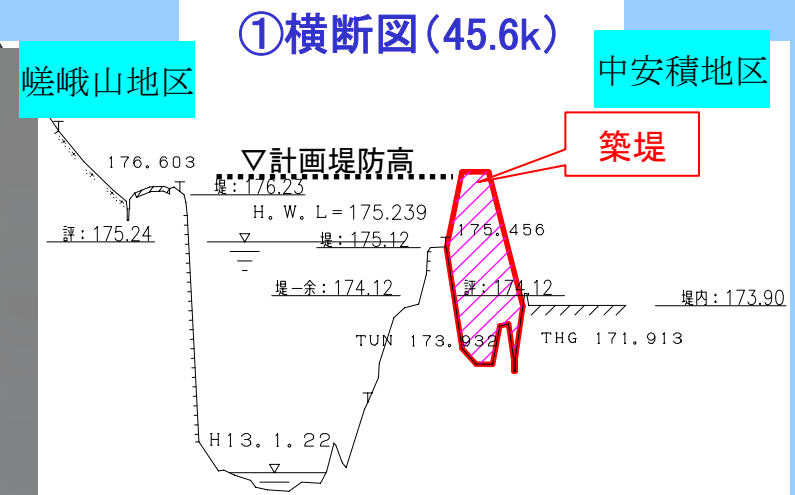 ①横断図（45.6k）
嵯峨山地区
中安積地区
築堤
▽計画堤防高
176.603
堤：176.23
H. W. L＝175.239
評：175.24
堤：175.12
175.456
堤－余：174.12
評：174.12
堤内：173.90
TUN 173.932
THG 171.913
H13. 1. 22